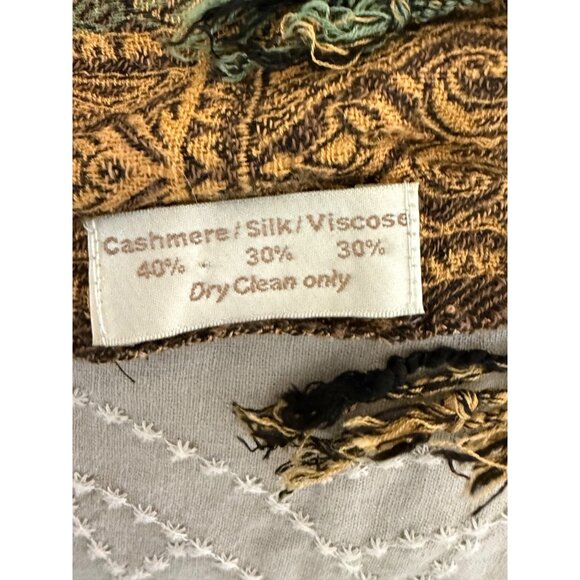 Cashmere/Silk/Viscose
40% 30% 30%
Dry Clean only